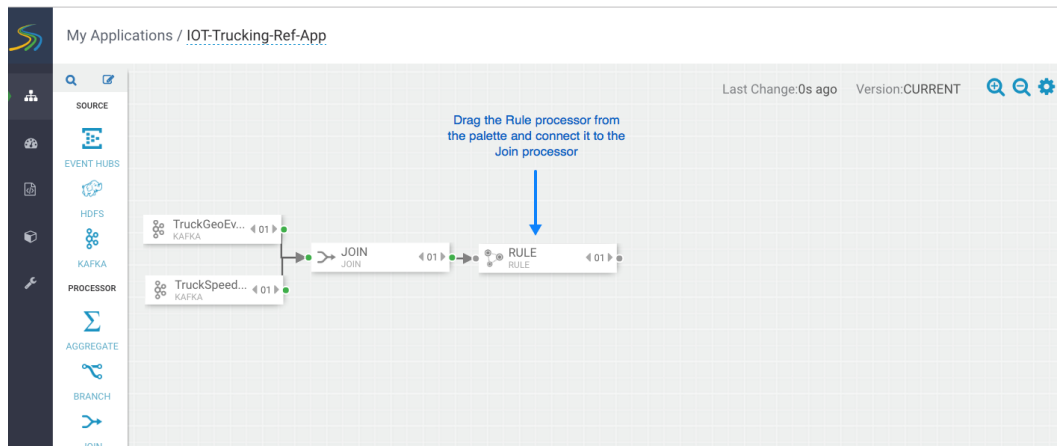 My Applications / IOT-Trucking-Ref-App
Last Change:0s ago Version:CURRENT
SOURCE
EVENT HUBS
HDFS
KAFKA
PROCESSOR
AGGREGATE
BRANCH
JOIN
Drag the Rule processor from
the palette and connect it to the
Join processor
TruckGeoEv... 01
KAFKA
TruckSpeed... 01
KAFKA
JOIN 01
JOIN
RULE 01
RULE